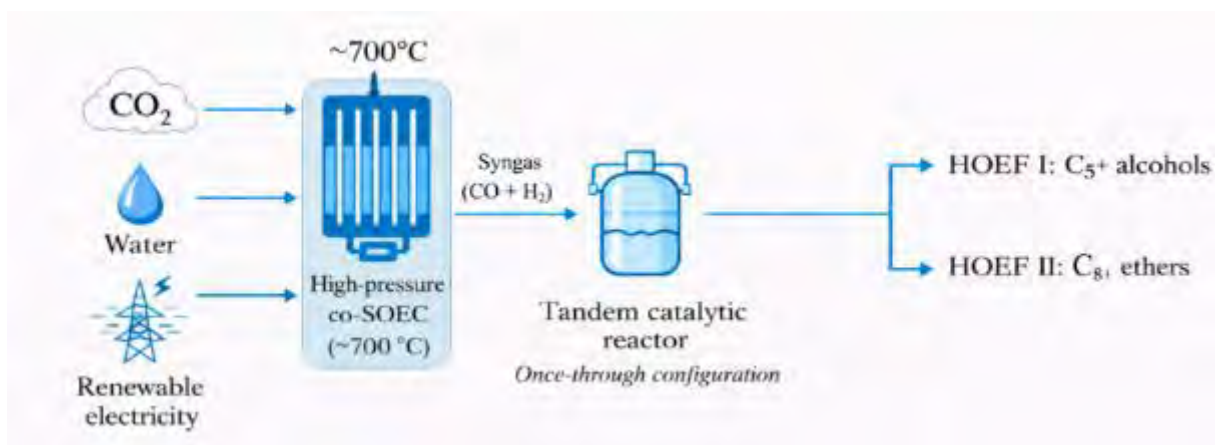 ~700°C
CO₂
Water
Renewable
electricity
High-pressure
co-SOEC
(~700 °C)
Syngas
(CO + H₂)
Tandem catalytic
reactor
Once-through configuration
HOEF I: C₅+ alcohols
HOEF II: C₈₊ ethers